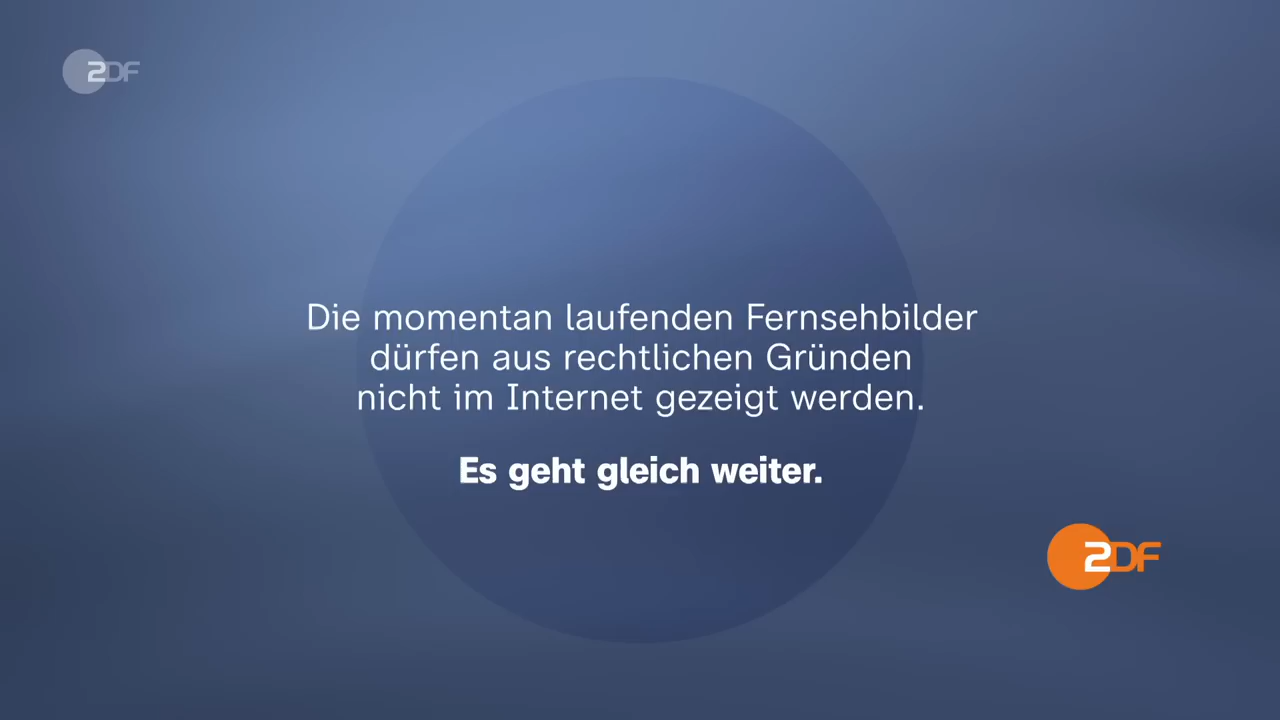 ZDF
Die momentan laufenden Fernsehbilder
dürfen aus rechtlichen Gründen
nicht im Internet gezeigt werden.
Es geht gleich weiter.
ZDF